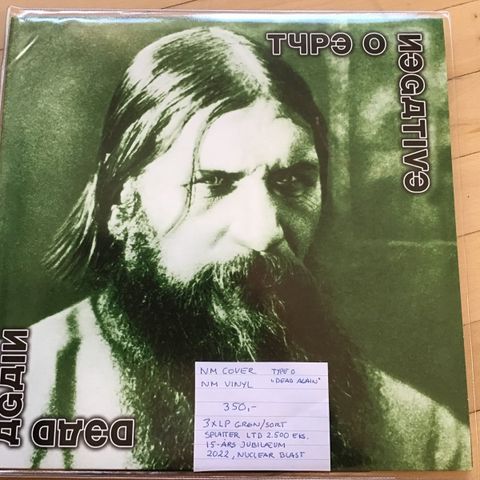 TYPE O
NEGATIVE
DEAD
AGAIN
NM COVER TYPE O
NM VINYL "DEAD AGAIN"
350,-
3XLP GRØN/SORT
SPLATTER LTD 2.500 EKS.
15-ÅRS JUBILÆUM
2022, NUCLEAR BLAST